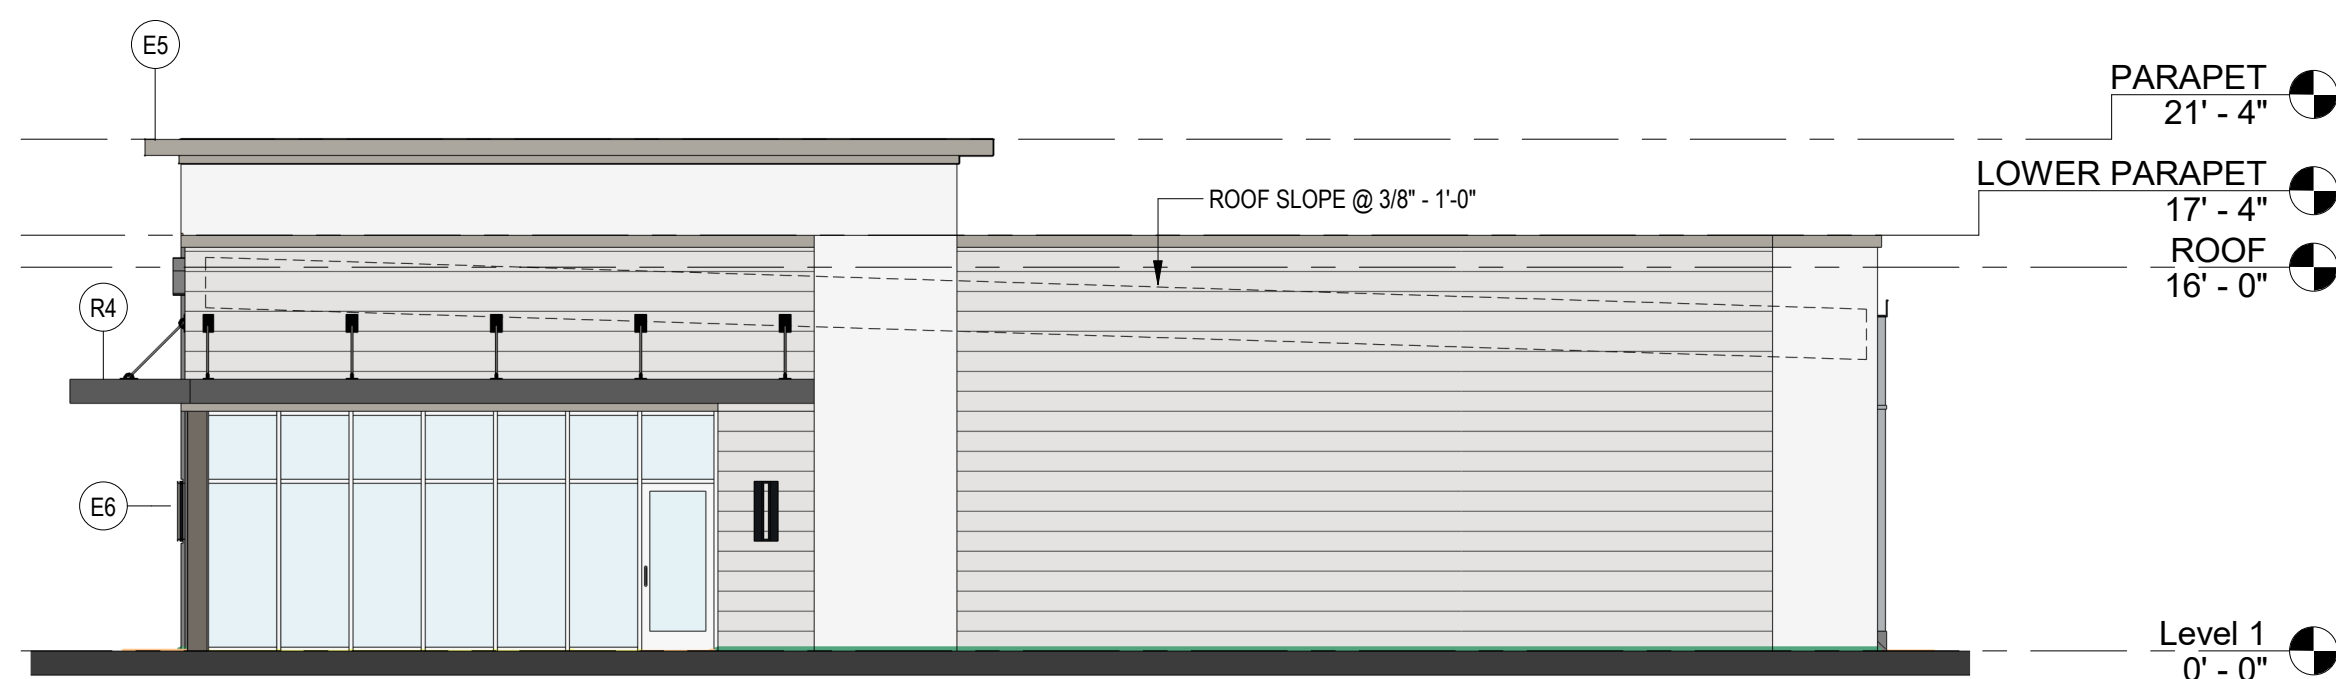 E5
PARAPET
21' - 4"
LOWER PARAPET
17' - 4"
ROOF SLOPE @ 3/8" - 1'-0"
ROOF
16' - 0"
R4
E6
Level 1
0' - 0"